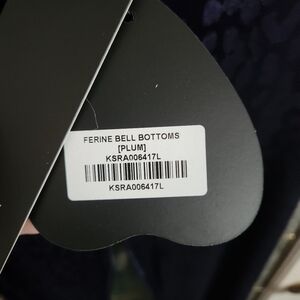 FERINE BELL BOTTOMS
[PLUM]
KSRA006417L
KSRA006417L